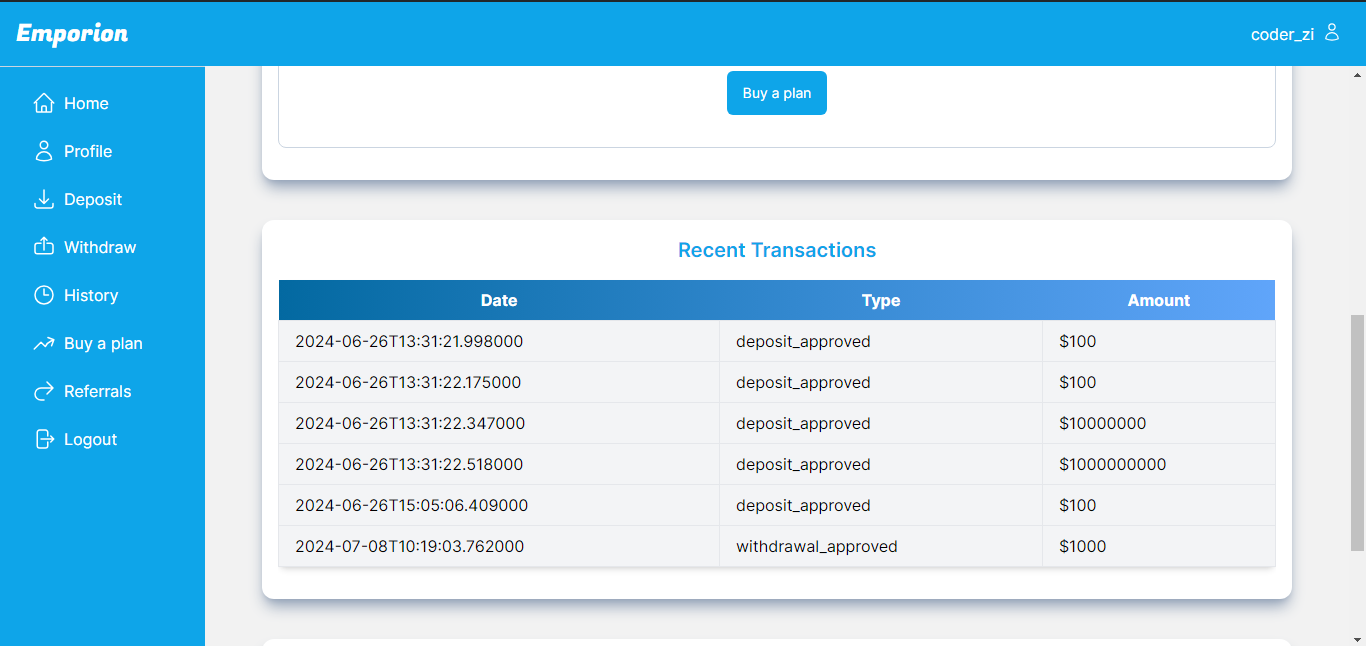 Emporion
coder_zi
Home
Profile
Deposit
Withdraw
History
Buy a plan
Referrals
Logout
Buy a plan
Recent Transactions
Date Type Amount
2024-06-26T13:31:21.998000 deposit_approved $100
2024-06-26T13:31:22.175000 deposit_approved $100
2024-06-26T13:31:22.347000 deposit_approved $10000000
2024-06-26T13:31:22.518000 deposit_approved $1000000000
2024-06-26T15:05:06.409000 deposit_approved $100
2024-07-08T10:19:03.762000 withdrawal_approved $1000